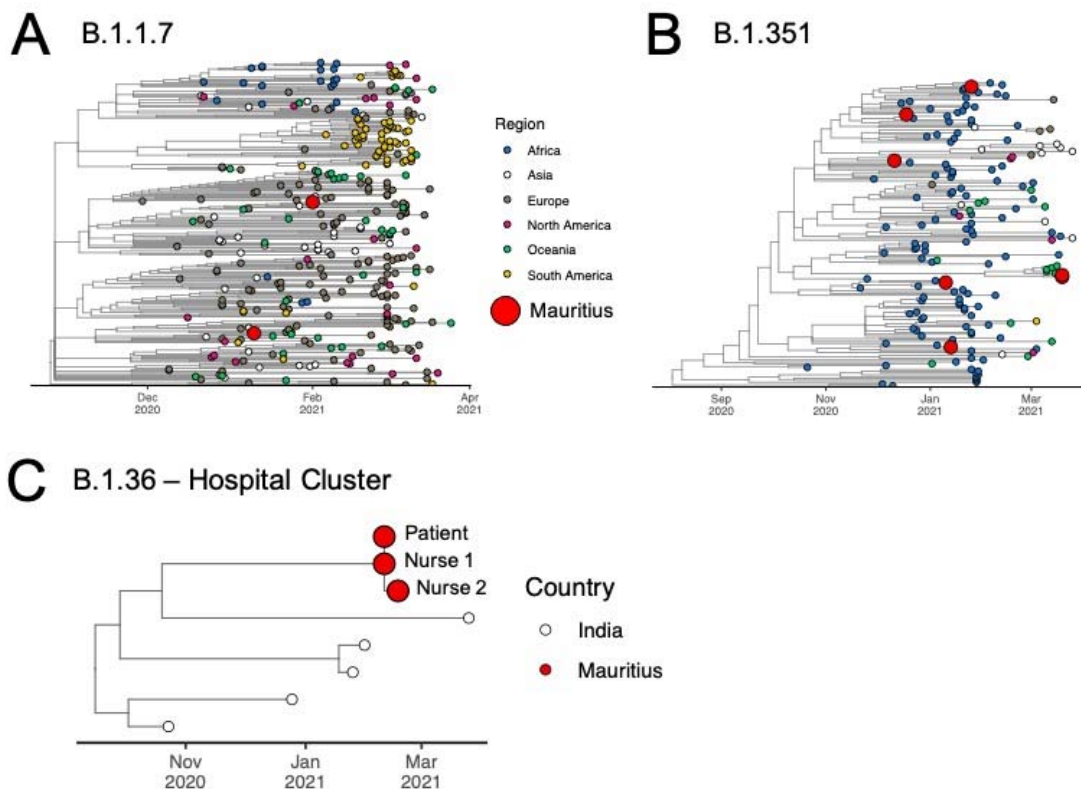 A B.1.1.7
Region
Africa
Asia
Europe
North America
Oceania
South America
Mauritius
Dec
2020
Feb
2021
Apr
2021
B B.1.351
Sep
2020
Nov
2020
Jan
2021
Mar
2021
C B.1.36 – Hospital Cluster
Patient
Nurse 1
Nurse 2
Country
India
Mauritius
Nov
2020
Jan
2021
Mar
2021